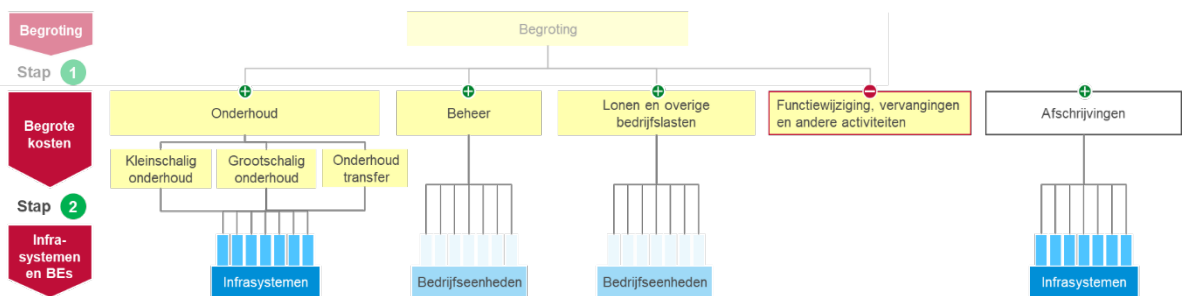 Begroting
Begroting
Stap 1
Begrote
kosten
Onderhoud
Beheer
Lonen en overige
bedrijfslasten
Functiewijziging, vervangingen
en andere activiteiten
Afschrijvingen
Kleinschalig
onderhoud
Grootschalig
onderhoud
Onderhoud
transfer
Stap 2
Infra-
systemen
en BEs
Infrasystemen
Bedrijfseenheden
Bedrijfseenheden
Infrasystemen